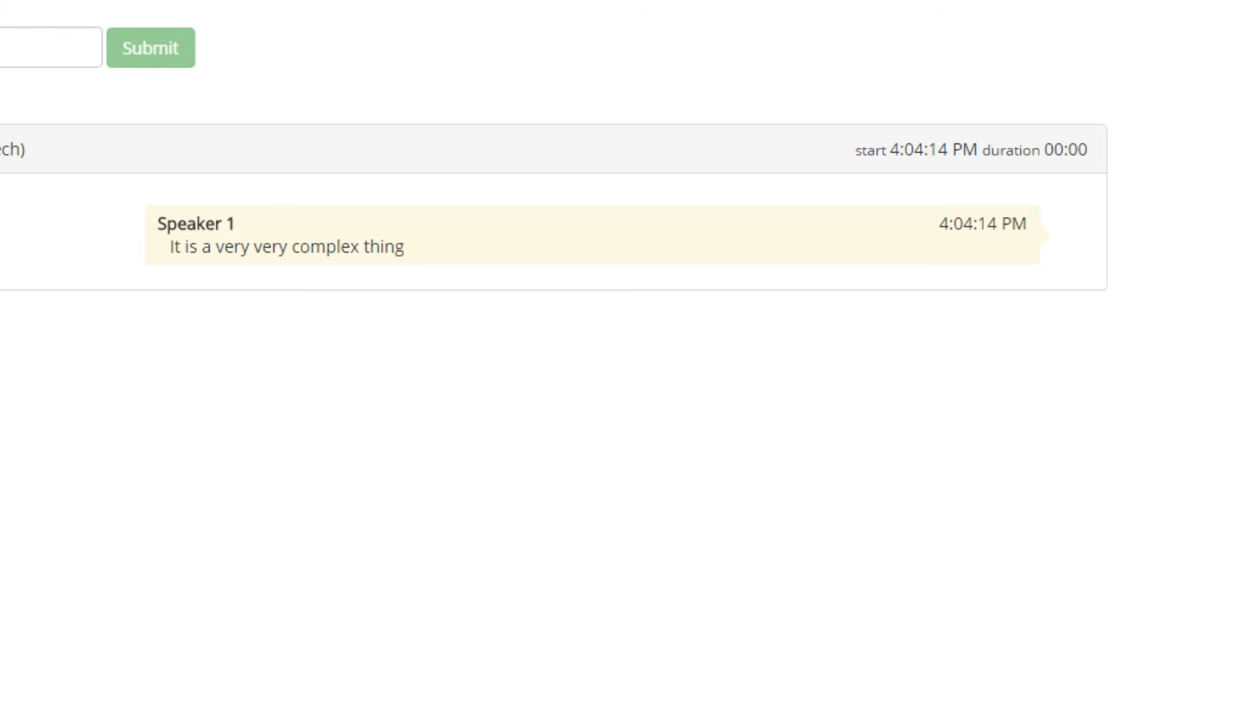 Submit
ech) start 4:04:14 PM duration 00:00
Speaker 1 4:04:14 PM
It is a very very complex thing